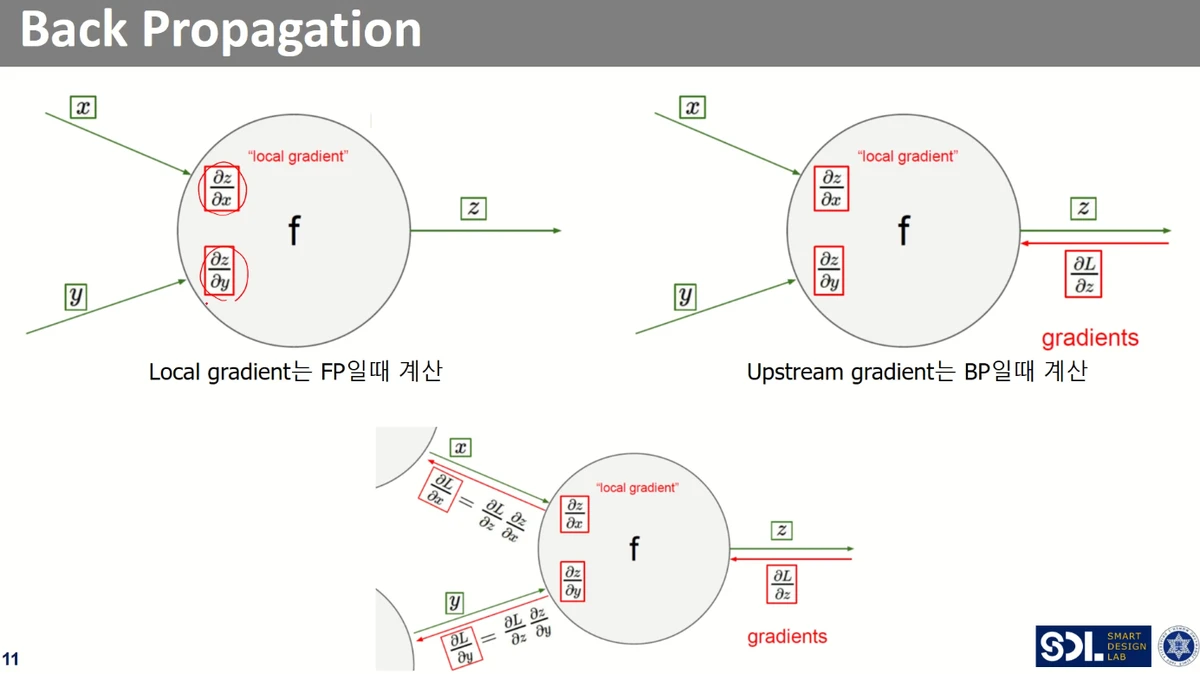 Back Propagation
x
"local gradient"
∂z/∂x
f
z
∂z/∂y
y
Local gradient는 FP일때 계산
x
"local gradient"
∂z/∂x
f
z
∂L/∂z
∂z/∂y
y
gradients
Upstream gradient는 BP일때 계산
x
∂L/∂x = ∂L/∂z ∂z/∂x
"local gradient"
∂z/∂x
f
z
∂L/∂z
∂z/∂y
y
∂L/∂y = ∂L/∂z ∂z/∂y
gradients
11
SDL.
SMART
DESIGN
LAB